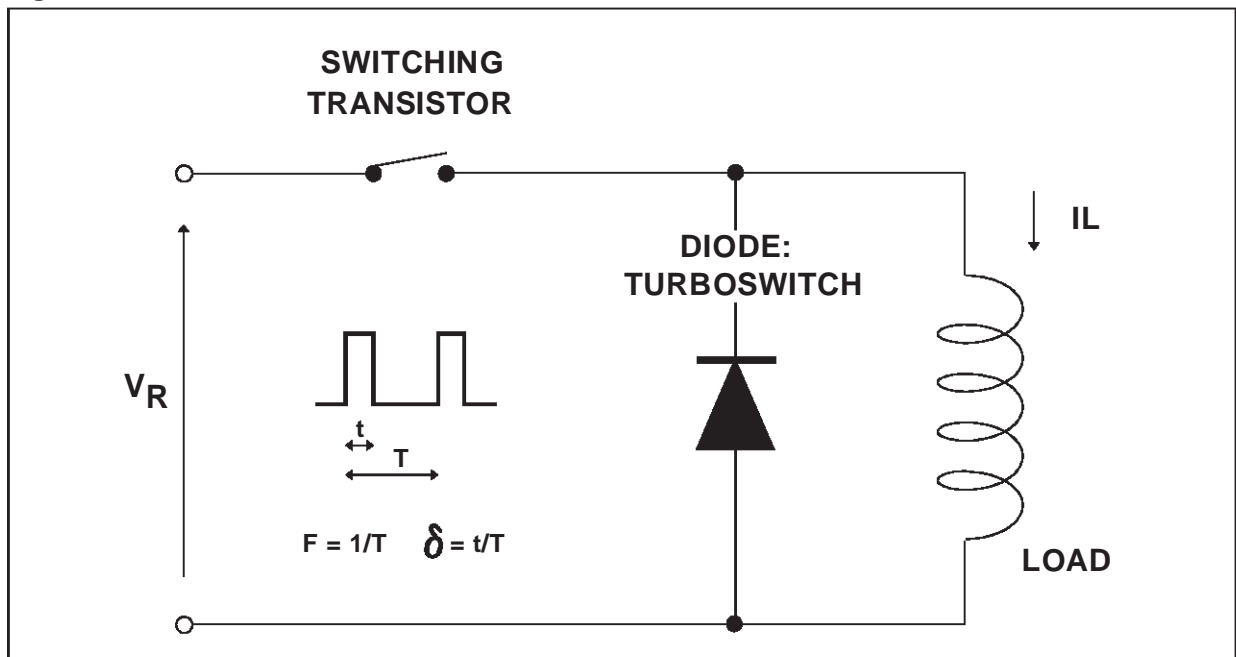 SWITCHING
TRANSISTOR
IL
DIODE:
TURBOSWITCH
VR
t
T
F = 1/T δ = t/T
LOAD